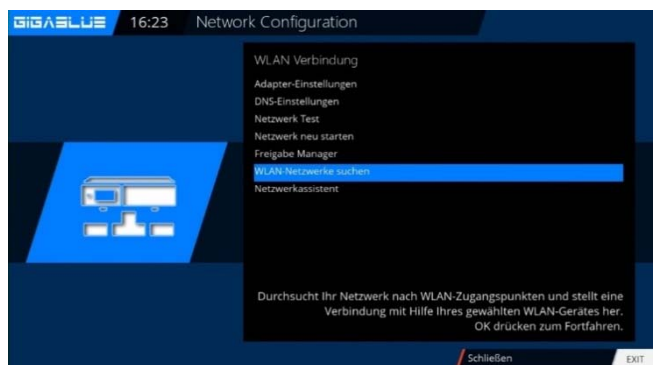 GIGABLUE 16:23 Network Configuration
WLAN Verbindung
Adapter-Einstellungen
DNS-Einstellungen
Netzwerk Test
Netzwerk neu starten
Freigabe Manager
WLAN-Netzwerke suchen
Netzwerkassistent
Durchsucht Ihr Netzwerk nach WLAN-Zugangspunkten und stellt eine
Verbindung mit Hilfe Ihres gewählten WLAN-Gerätes her.
OK drücken zum Fortfahren.
Schließen EXIT